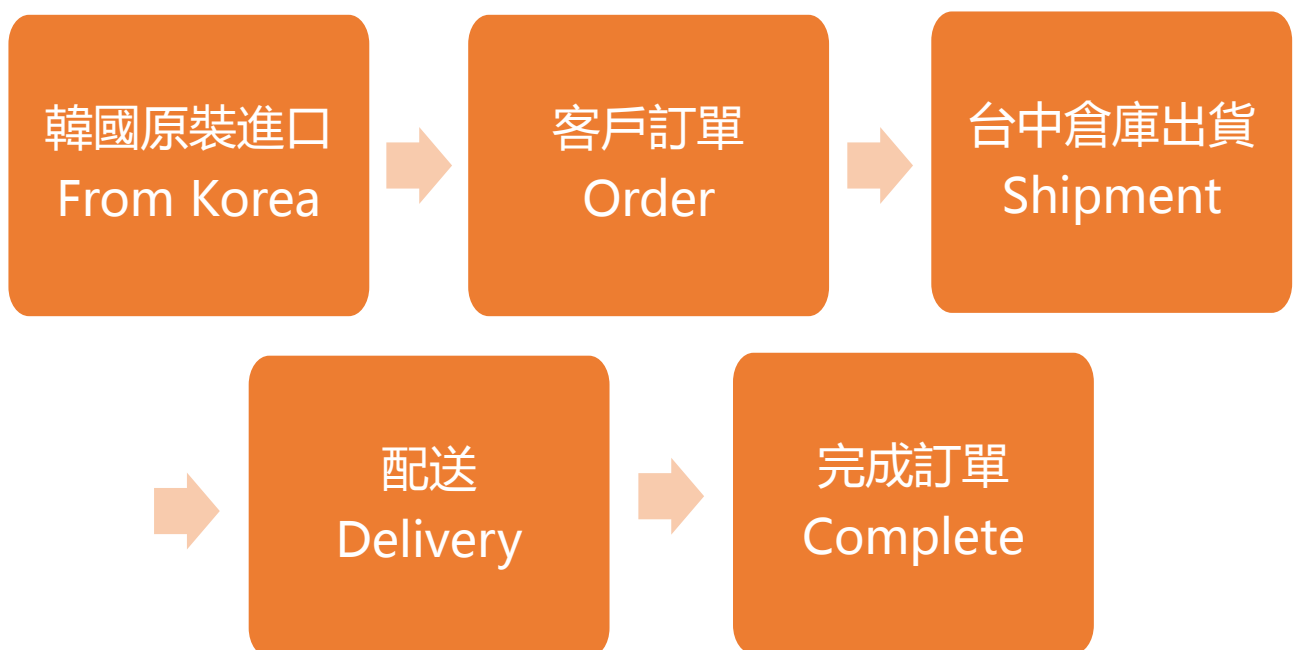 韓國原裝進口
From Korea
客戶訂單
Order
台中倉庫出貨
Shipment
配送
Delivery
完成訂單
Complete